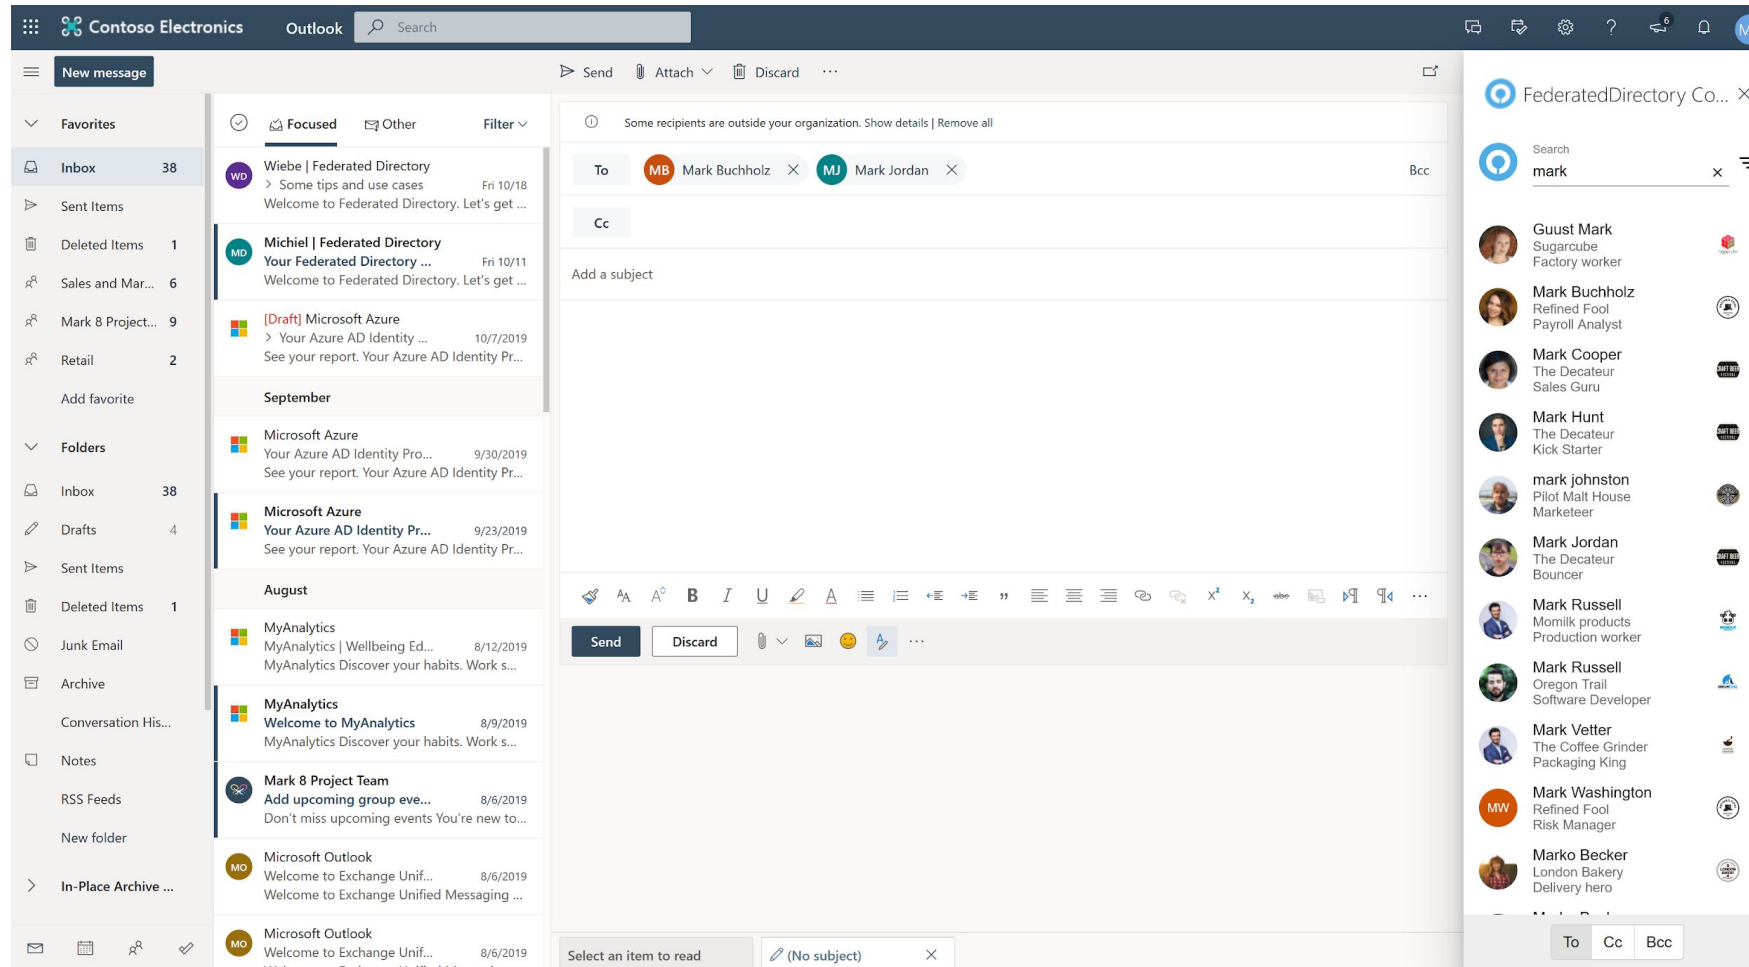 Contoso Electronics
Outlook
Search
6
New message
Send
Attach
Discard
Favorites
Inbox 38
Sent Items
Deleted Items 1
Sales and Mar... 6
Mark 8 Project... 9
Retail 2
Add favorite
Folders
Inbox 38
Drafts 4
Sent Items
Deleted Items 1
Junk Email
Archive
Conversation His...
Notes
RSS Feeds
New folder
In-Place Archive ...
Focused
Other
Filter
WD
Wiebe | Federated Directory
> Some tips and use cases Fri 10/18
Welcome to Federated Directory. Let's get ...
MD
Michiel | Federated Directory
Your Federated Directory ... Fri 10/11
Welcome to Federated Directory. Let's get ...
[Draft] Microsoft Azure
> Your Azure AD Identity ... 10/7/2019
See your report. Your Azure AD Identity Pr...
September
Microsoft Azure
Your Azure AD Identity Pro... 9/30/2019
See your report. Your Azure AD Identity Pr...
Microsoft Azure
Your Azure AD Identity Pr... 9/23/2019
See your report. Your Azure AD Identity Pr...
August
MyAnalytics
MyAnalytics | Wellbeing Ed... 8/12/2019
MyAnalytics Discover your habits. Work s...
MyAnalytics
Welcome to MyAnalytics 8/9/2019
MyAnalytics Discover your habits. Work s...
Mark 8 Project Team
Add upcoming group eve... 8/6/2019
Don't miss upcoming events You're new to...
MO
Microsoft Outlook
Welcome to Exchange Unif... 8/6/2019
Welcome to Exchange Unified Messaging ...
MO
Microsoft Outlook
Welcome to Exchange Unif... 8/6/2019
Some recipients are outside your organization. Show details | Remove all
To
MB Mark Buchholz
MJ Mark Jordan
Bcc
Cc
Add a subject
Send
Discard
Select an item to read
(No subject)
FederatedDirectory Co...
Search
mark
Guust Mark
Sugarcube
Factory worker
Mark Buchholz
Refined Fool
Payroll Analyst
Mark Cooper
The Decateur
Sales Guru
Mark Hunt
The Decateur
Kick Starter
mark johnston
Pilot Malt House
Marketeer
Mark Jordan
The Decateur
Bouncer
Mark Russell
Momilk products
Production worker
Mark Russell
Oregon Trail
Software Developer
Mark Vetter
The Coffee Grinder
Packaging King
MW
Mark Washington
Refined Fool
Risk Manager
Marko Becker
London Bakery
Delivery hero
To
Cc
Bcc